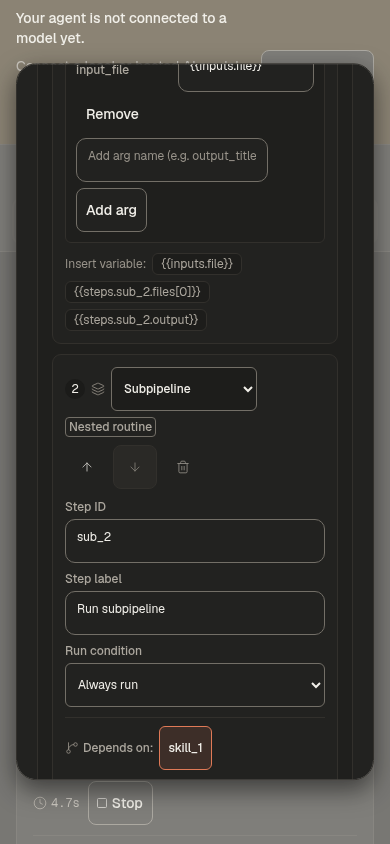 Your agent is not connected to a
model yet.
input_file
{{inputs.file}}
Remove
Add arg name (e.g. output_title
Add arg
Insert variable: {{inputs.file}}
{{steps.sub_2.files[0]}}
{{steps.sub_2.output}}
2 Subpipeline
Nested routine
Step ID
sub_2
Step label
Run subpipeline
Run condition
Always run
Depends on: skill_1
4.7s Stop